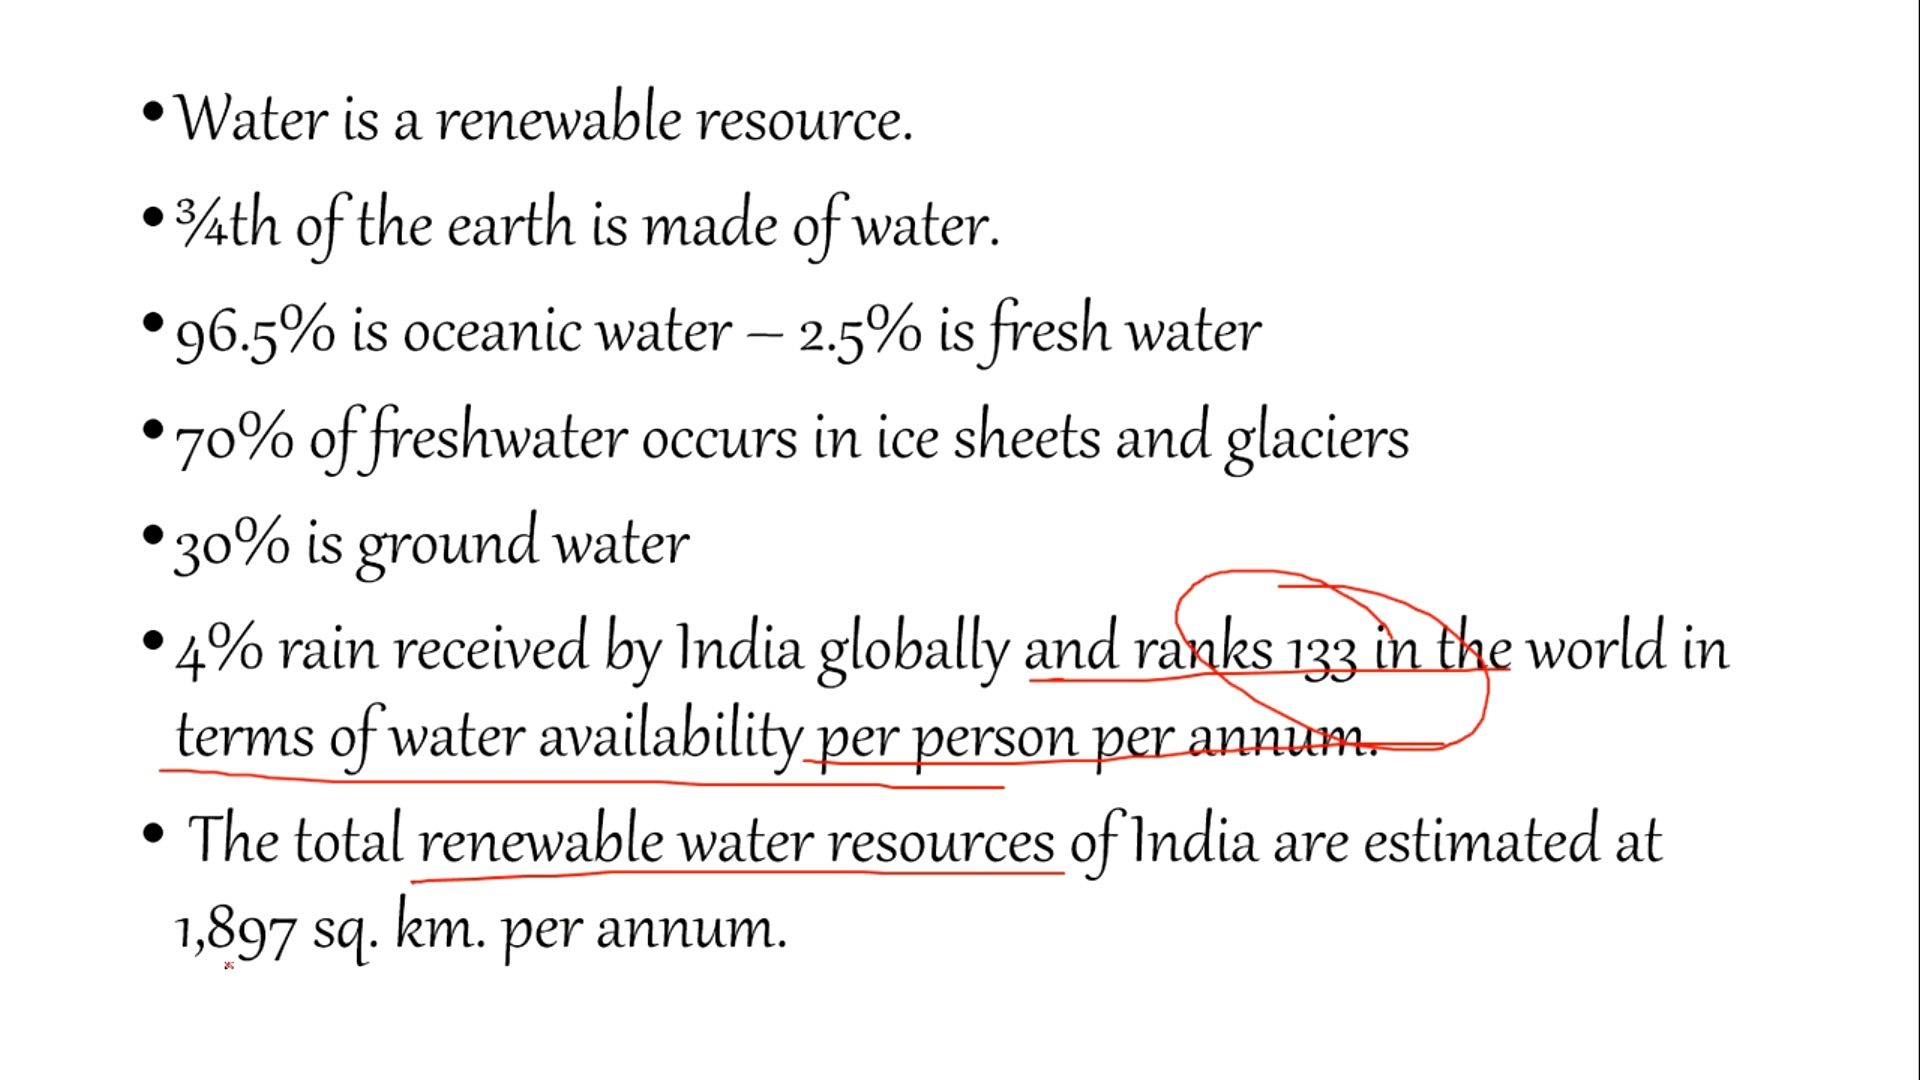 • Water is a renewable resource.
• ¾th of the earth is made of water.
• 96.5% is oceanic water – 2.5% is fresh water
• 70% of freshwater occurs in ice sheets and glaciers
• 30% is ground water
• 4% rain received by India globally and ranks 133 in the world in
terms of water availability per person per annum.
• The total renewable water resources of India are estimated at
1,897 sq. km. per annum.